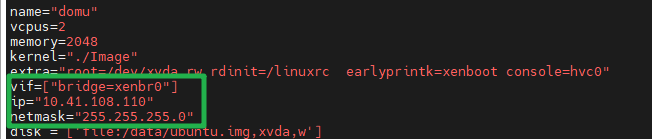 name="domu"
vcpus=2
memory=2048
kernel="./Image"
extra="root=/dev/xvda rw rdinit=/linuxrc  earlyprintk=xenboot console=hvc0"
vif=["bridge=xenbr0"]
ip="10.41.108.110"
netmask="255.255.255.0"
disk = ['file:/data/ubuntu.img,xvda,w']